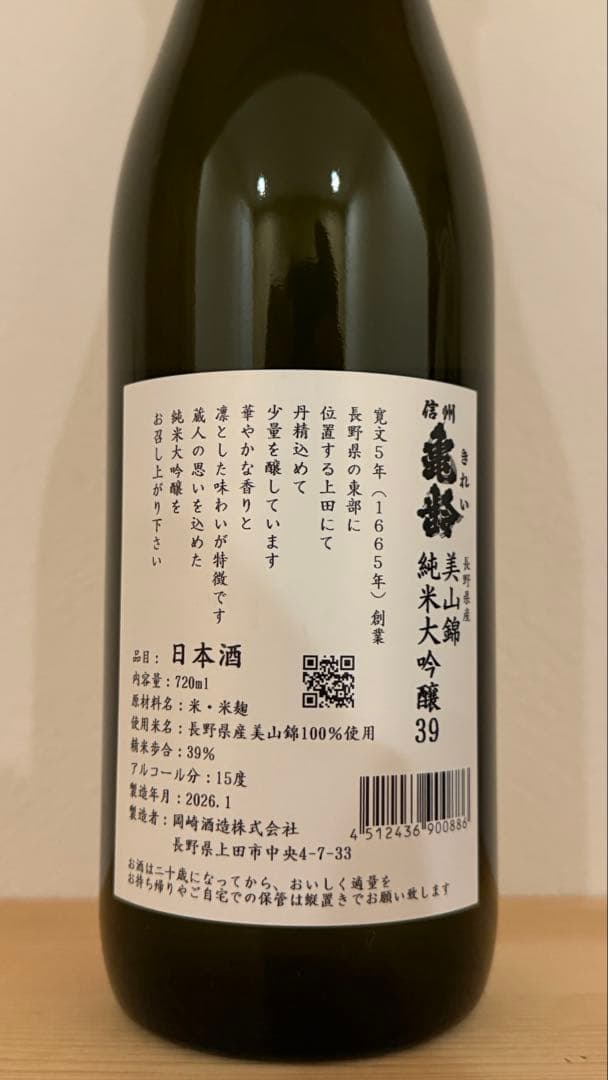 信州
亀齢
きれい
長野県産
美山錦
純米大吟醸39
寛文5年（1665年）創業
長野県の東部に
位置する上田にて
丹精込めて
少量を醸しています
華やかな香りと
凛とした味わいが特徴です
蔵人の思いを込めた
純米大吟醸を
お召し上がり下さい
品目：日本酒
内容量：720ml
原材料名：米・米麹
使用米名：長野県産美山錦100％使用
精米歩合：39％
アルコール分：15度
製造年月：2026.1
製造者：岡崎酒造株式会社
長野県上田市中央4-7-33
4 512436 900886
お酒は二十歳になってから、おいしく適量を
お持ち帰りやご自宅での保管は縦置きでお願い致します